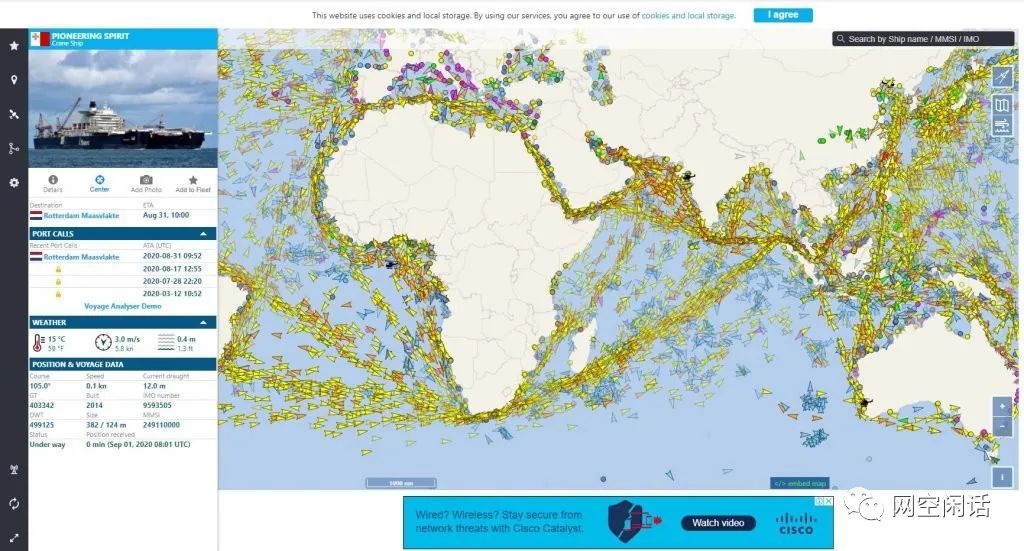 This website uses cookies and local storage. By using our services, you agree to our use of cookies and local storage.
I agree
PIONEERING SPIRIT
Crane Ship
Search by Ship name / MMSI / IMO
Details
Center
Add Photo
Add to Fleet
Destination ETA
Rotterdam Maasvlakte Aug 31, 10:00
PORT CALLS
Recent Port Calls ATA (UTC)
Rotterdam Maasvlakte 2020-08-31 09:52
2020-08-17 12:55
2020-07-28 22:20
2020-03-12 10:52
Voyage Analyser Demo
WEATHER
15 °C 3.0 m/s 0.4 m
59 °F 5.8 kn 1.3 ft
POSITION & VOYAGE DATA
Course Speed Current draught
105.0° 0.1 kn 12.0 m
GT Built IMO number
403342 2014 9593505
DWT Size MMSI
499125 382 / 124 m 249110000
Status Position received
Under way 0 min (Sep 01, 2020 08:01 UTC)
1000 nm
</> embed map
Wired? Wireless? Stay secure from
network threats with Cisco Catalyst.
Watch video
CISCO
网空闲话